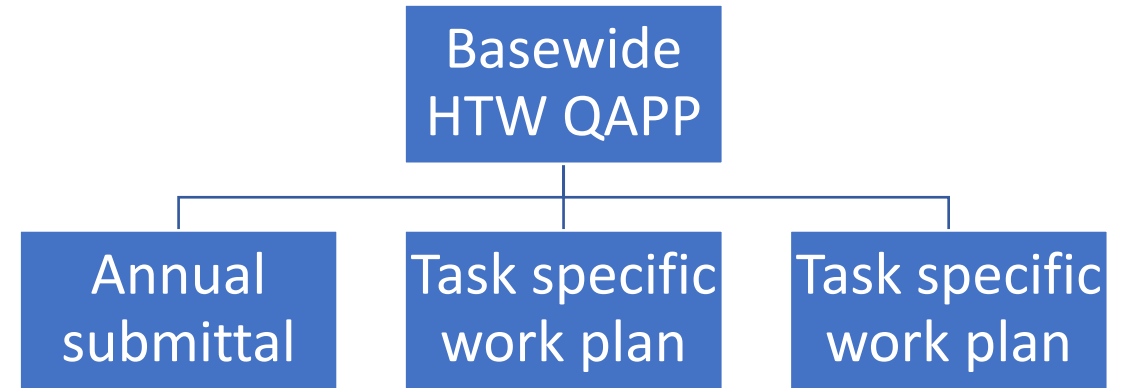 Basewide
HTW QAPP
Annual
submittal
Task specific
work plan
Task specific
work plan